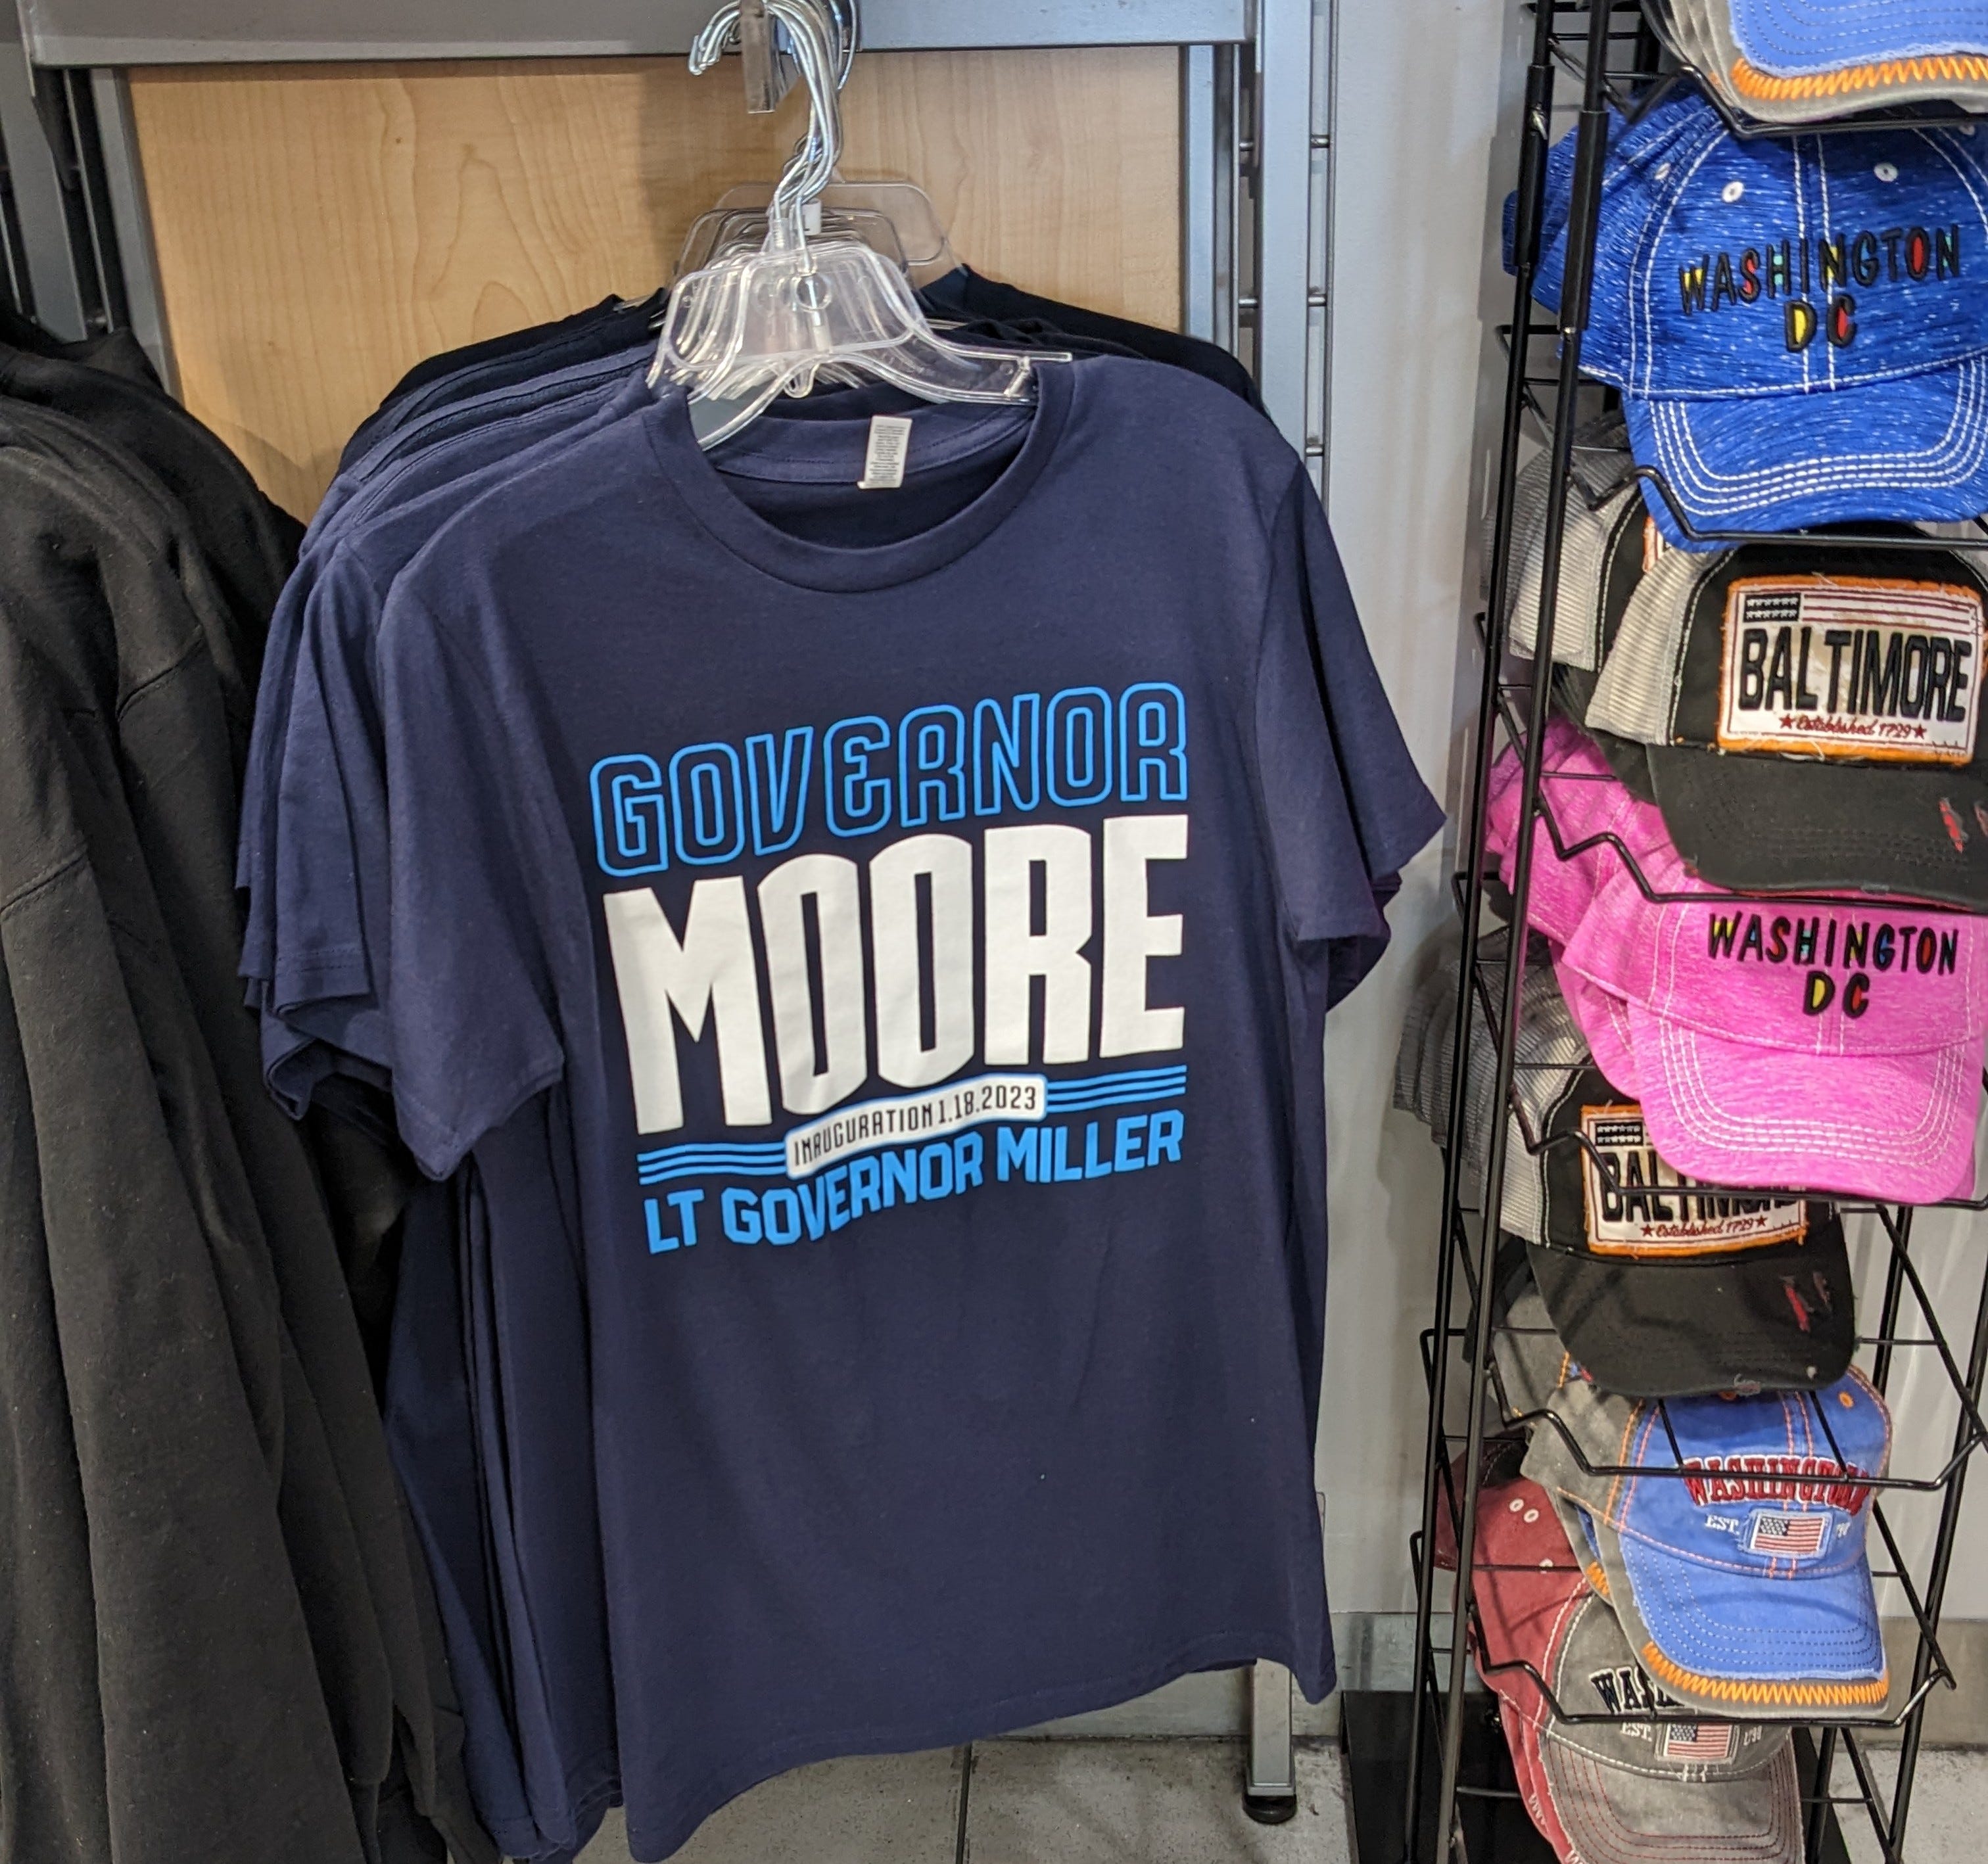 GOVERNOR
MOORE
INAUGURATION 1.18.2023
LT GOVERNOR MILLER
WASHINGTON
DC
BALTIMORE
★ Established 1729 ★
WASHINGTON
DC
★ Established 1729 ★
WASHINGTON
EST.
EST.